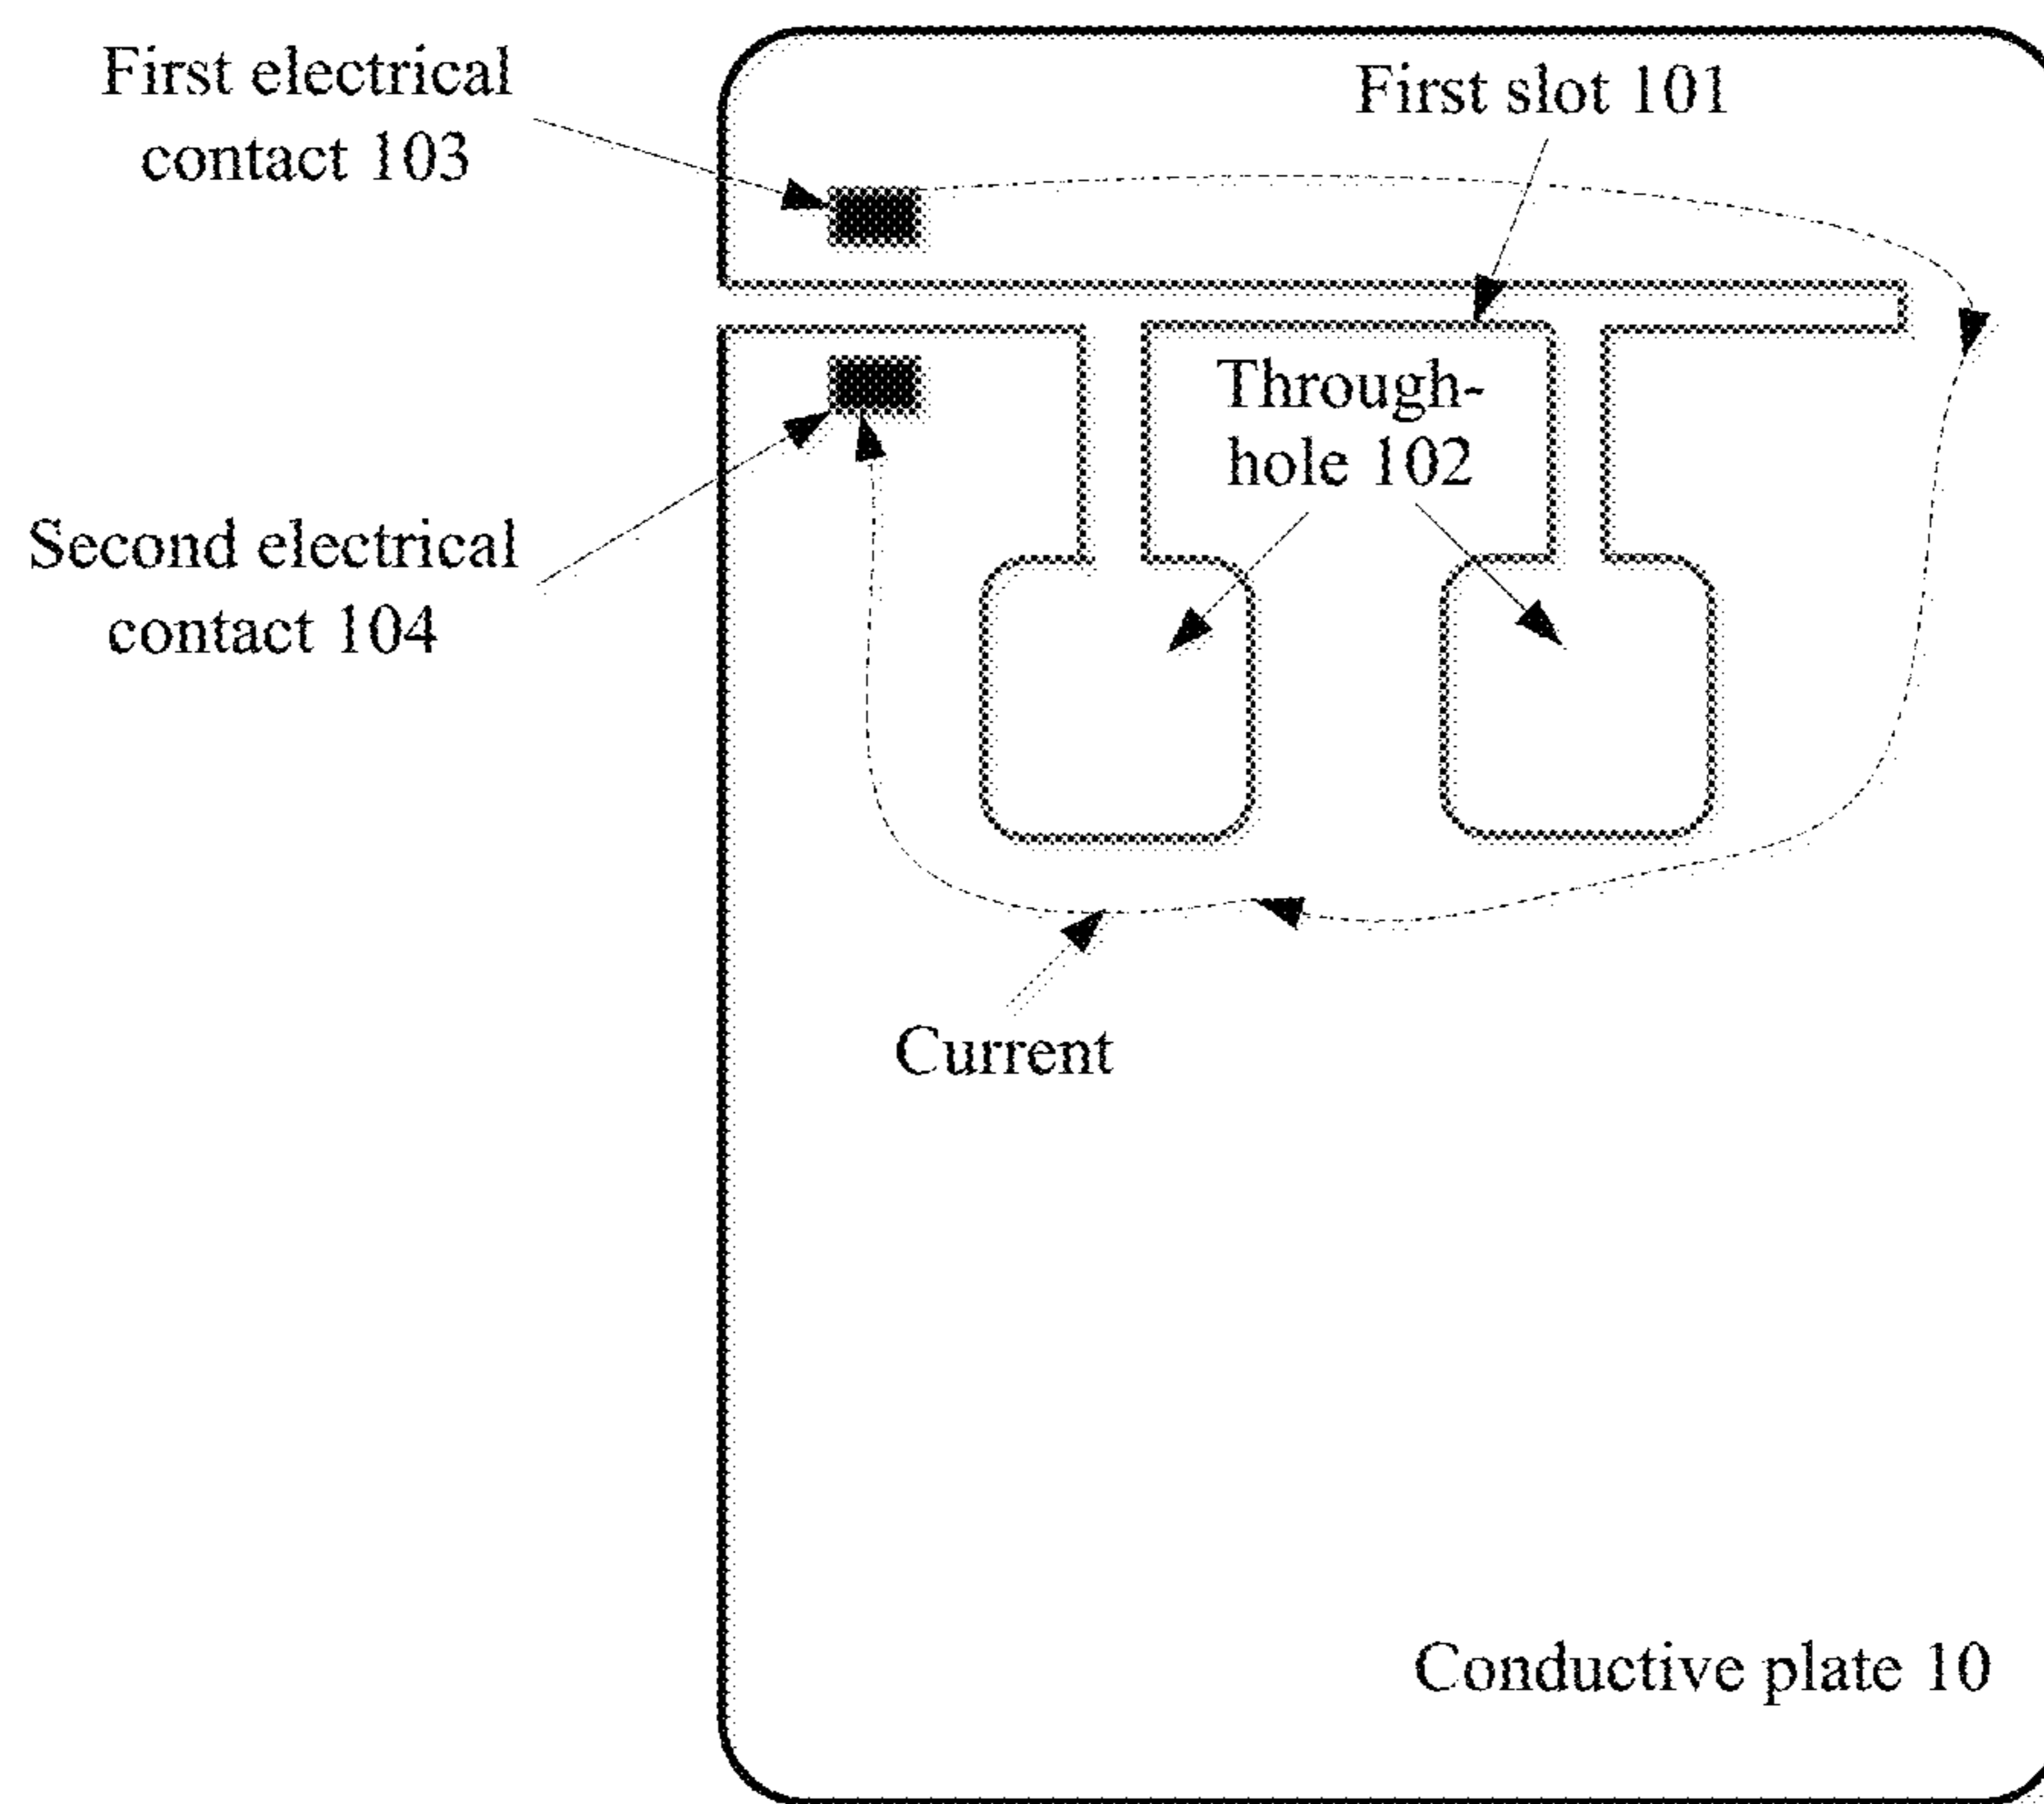 First electrical
contact 103
First slot 101
Through-
hole 102
Second electrical
contact 104
Current
Conductive plate 10